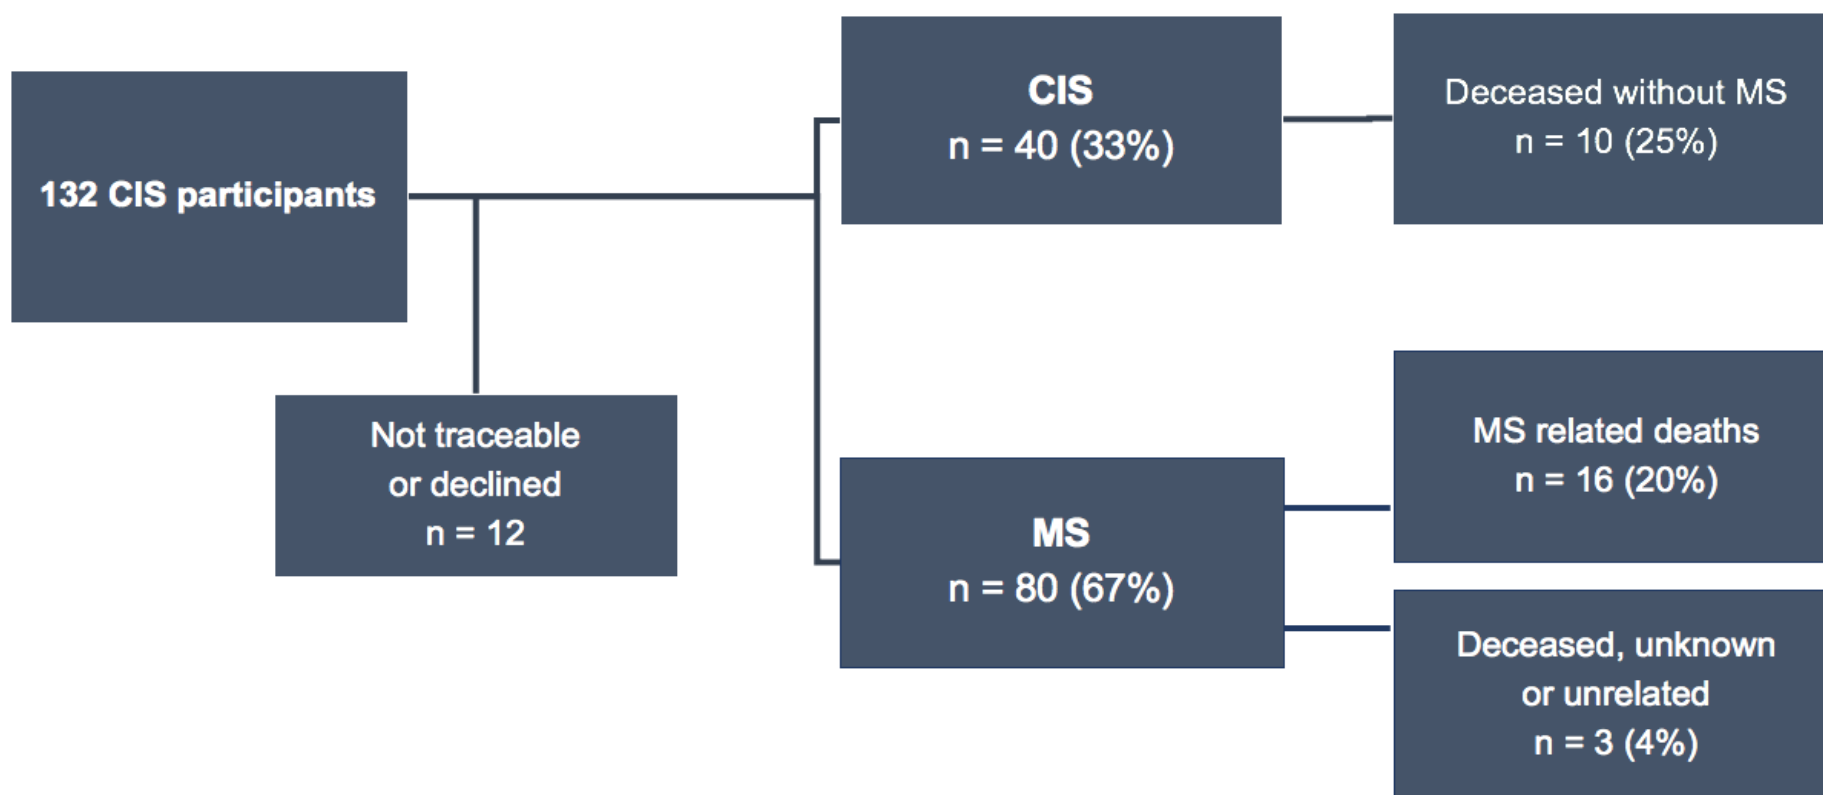 132 CIS participants
Not traceable
or declined
n = 12
CIS
n = 40 (33%)
MS
n = 80 (67%)
Deceased without MS
n = 10 (25%)
MS related deaths
n = 16 (20%)
Deceased, unknown
or unrelated
n = 3 (4%)